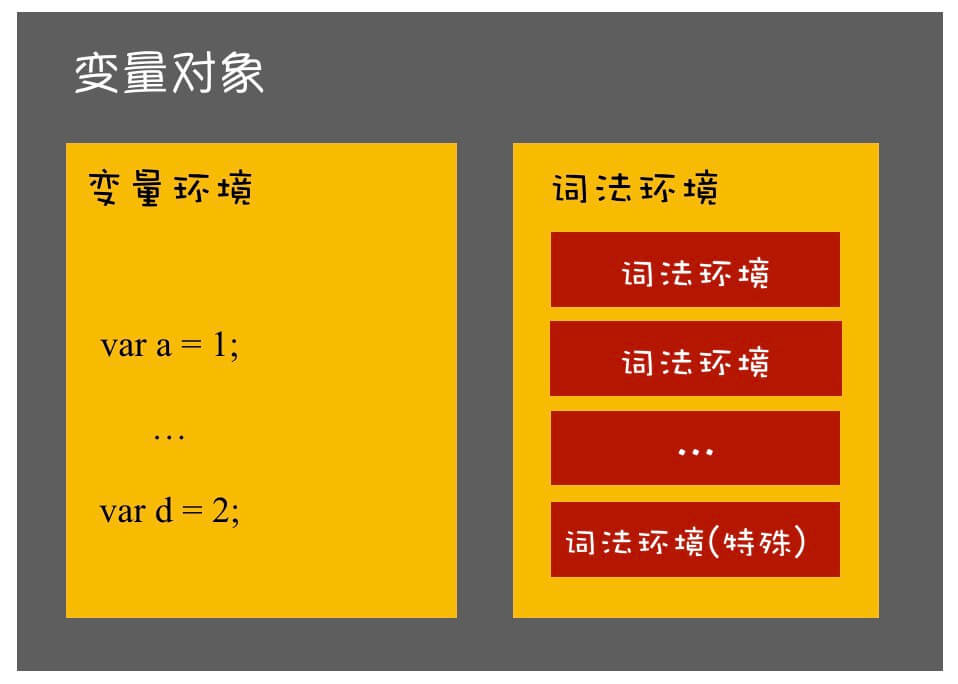 变量对象
变量环境
var a = 1;
…
var d = 2;
词法环境
词法环境
词法环境
…
词法环境(特殊)